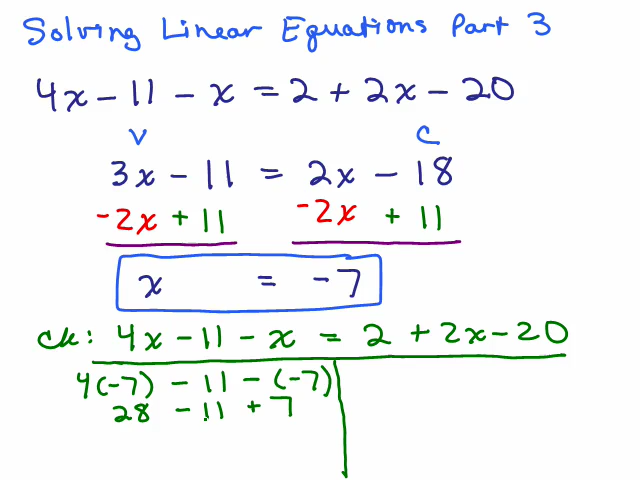 Solving Linear Equations Part 3
4x - 11 - x = 2 + 2x - 20
V C
3x - 11 = 2x - 18
-2x + 11 -2x + 11
x = -7
ck: 4x - 11 - x = 2 + 2x - 20
4(-7) - 11 - (-7)
28 - 11 + 7